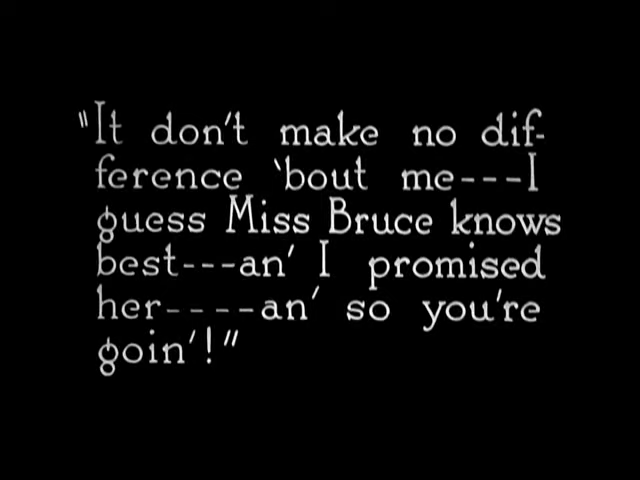 "It don't make no dif-
ference 'bout me---I
guess Miss Bruce knows
best---an' I promised
her----an' so you're
goin'!"